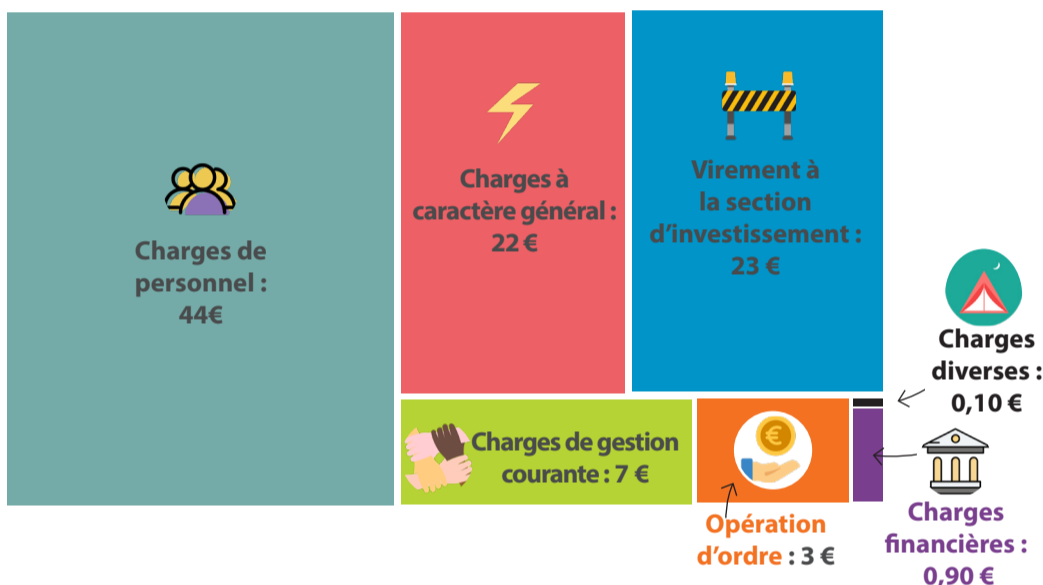 Charges de
personnel :
44€
Charges à
caractère général :
22 €
Virement à
la section
d'investissement :
23 €
Charges
diverses :
0,10 €
Charges de gestion
courante : 7 €
€
Opération
d'ordre : 3 €
Charges
financières :
0,90 €